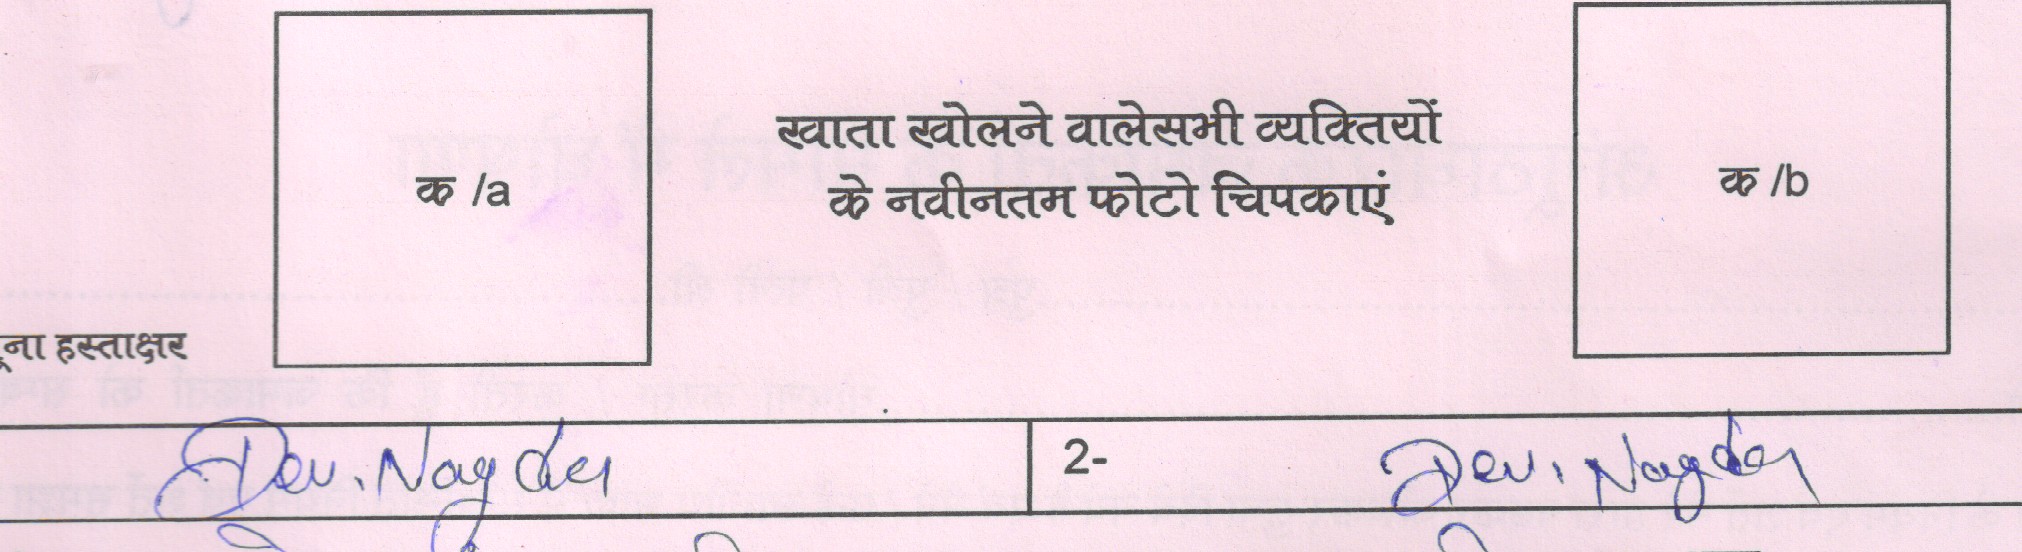 खाता खोलने वालेसभी व्यक्तियों
के नवीनतम फोटो चिपकाएं
क /a
क /b
हस्ताक्षर
Dev. Nagda
2- Dev. Nagda